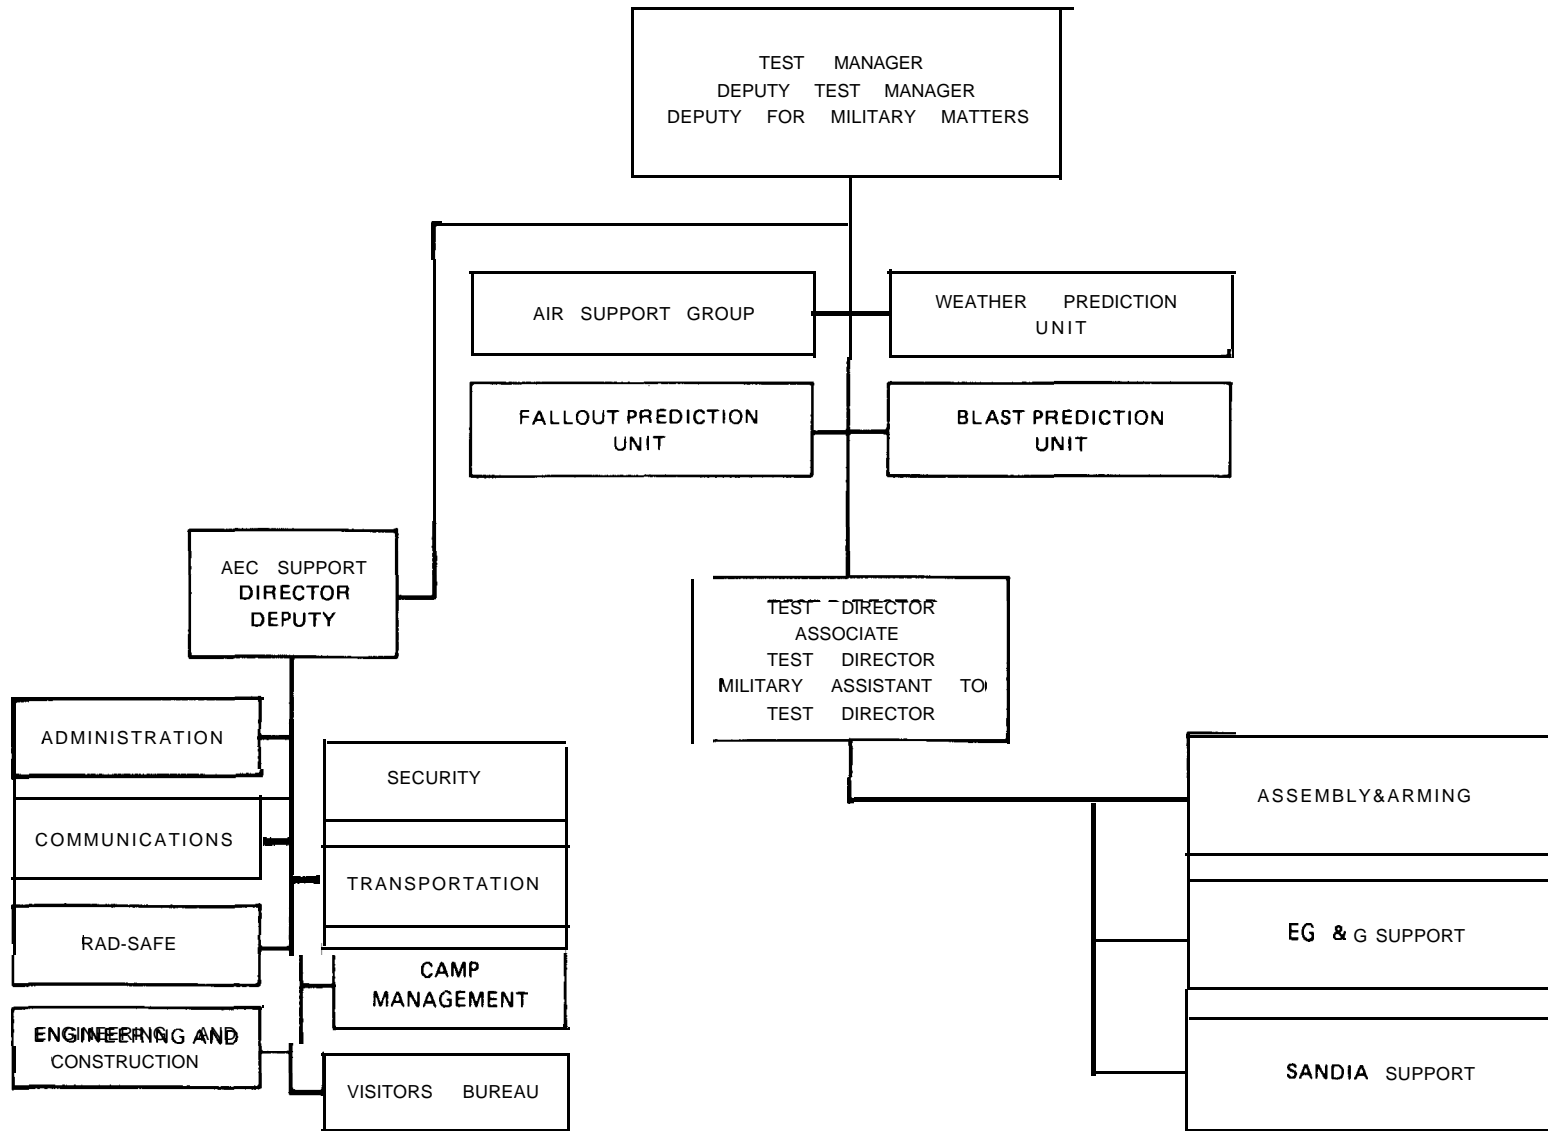 TEST MANAGER
DEPUTY TEST MANAGER
DEPUTY FOR MILITARY MATTERS
AIR SUPPORT GROUP
WEATHER PREDICTION
UNIT
FALLOUT PREDICTION
UNIT
BLAST PREDICTION
UNIT
AEC SUPPORT
DIRECTOR
DEPUTY
TEST DIRECTOR
ASSOCIATE
TEST DIRECTOR
MILITARY ASSISTANT TO
TEST DIRECTOR
ADMINISTRATION
SECURITY
COMMUNICATIONS
TRANSPORTATION
RAD-SAFE
CAMP
MANAGEMENT
ENGINEERING AND
CONSTRUCTION
VISITORS BUREAU
ASSEMBLY&ARMING
EG & G SUPPORT
SANDIA SUPPORT